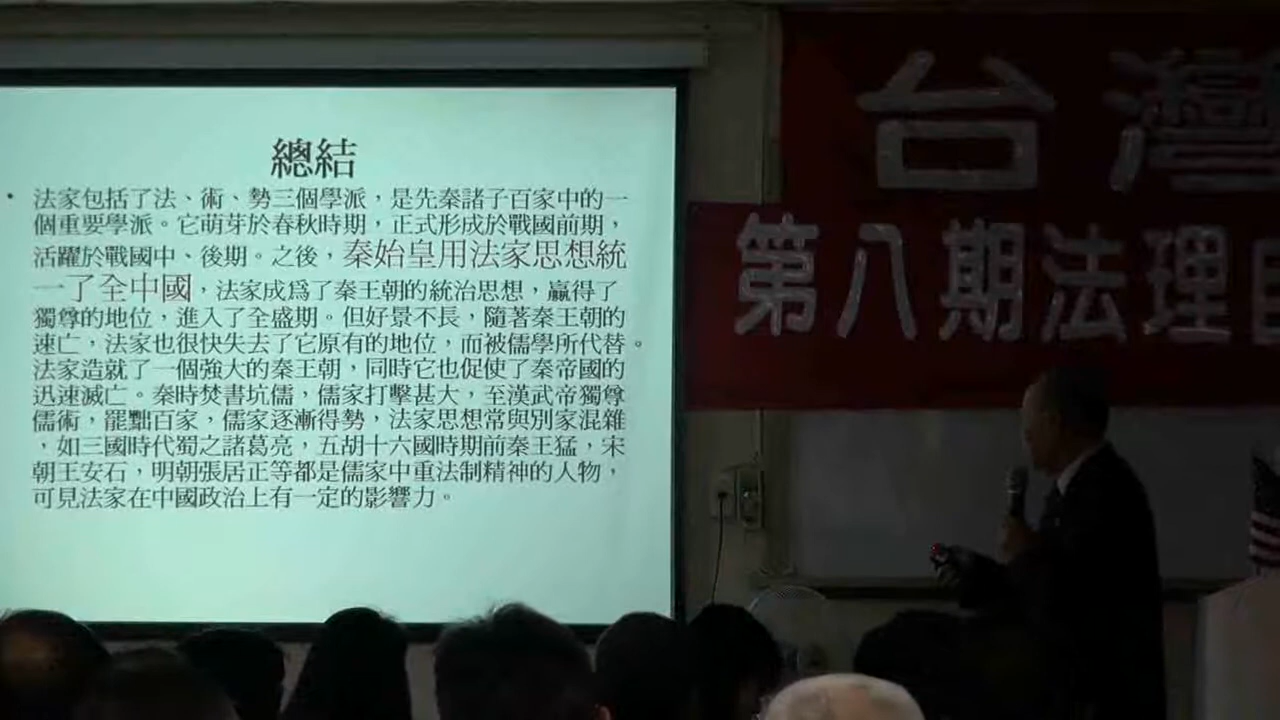 總結
• 法家包括了法、術、勢三個學派，是先秦諸子百家中的一
個重要學派。它萌芽於春秋時期，正式形成於戰國前期，
活躍於戰國中、後期。之後，秦始皇用法家思想統
一了全中國，法家成爲了秦王朝的統治思想，贏得了
獨尊的地位，進入了全盛期。但好景不長，隨著秦王朝的
速亡，法家也很快失去了它原有的地位，而被儒學所代替。
法家造就了一個強大的秦王朝，同時它也促使了秦帝國的
迅速滅亡。秦時焚書坑儒，儒家打擊甚大，至漢武帝獨尊
儒術，罷黜百家，儒家逐漸得勢，法家思想常與別家混雜
，如三國時代蜀之諸葛亮，五胡十六國時期前秦王猛，宋
朝王安石，明朝張居正等都是儒家中重法制精神的人物，
可見法家在中國政治上有一定的影響力。
台灣
第八期法理